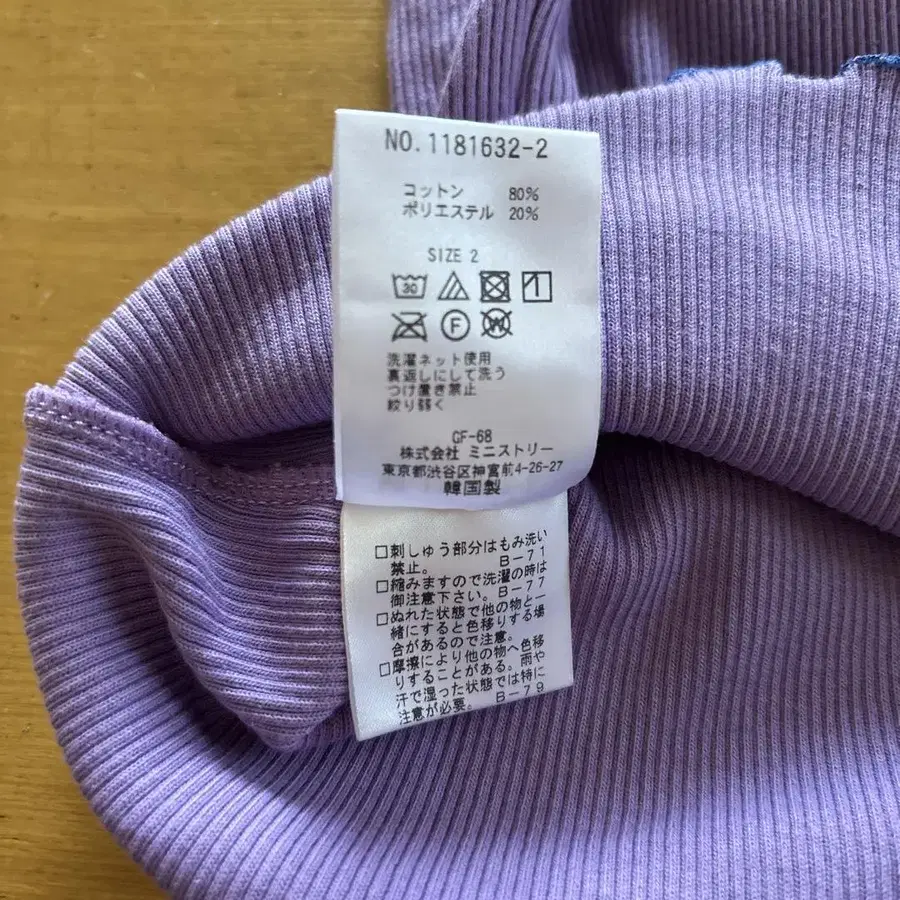 NO.1181632-2
コットン 80%
ポリエステル 20%
SIZE 2
30
F
W
洗濯ネット使用
裏返しにして洗う
つけ置き禁止
絞り弱く
GF-68
株式会社 ミニストリー
東京都渋谷区神宮前4-26-27
韓国製
□刺しゅう部分はもみ洗い
禁止。 B-71
□縮みますので洗濯の時は
御注意下さい。B-77
□ぬれた状態で他の物と一
緒にすると色移りする場
合があるので注意。
□摩擦により他の物へ色移
りすることがある。雨や
汗で湿った状態では特に
注意が必要。 B-79